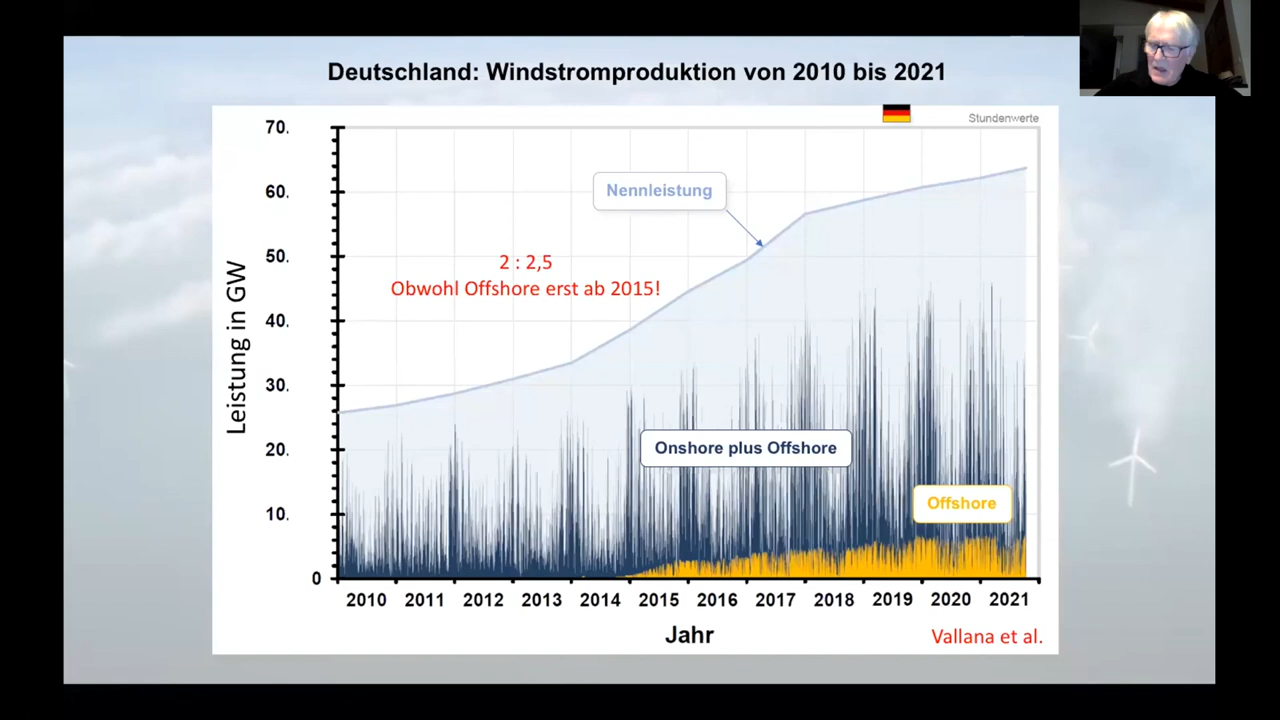 Deutschland: Windstromproduktion von 2010 bis 2021
Stundenwerte
70.
60.
50.
40.
30.
20.
10.
0
Leistung in GW
Nennleistung
2 : 2,5
Obwohl Offshore erst ab 2015!
Onshore plus Offshore
Offshore
2010 2011 2012 2013 2014 2015 2016 2017 2018 2019 2020 2021
Jahr
Vallana et al.